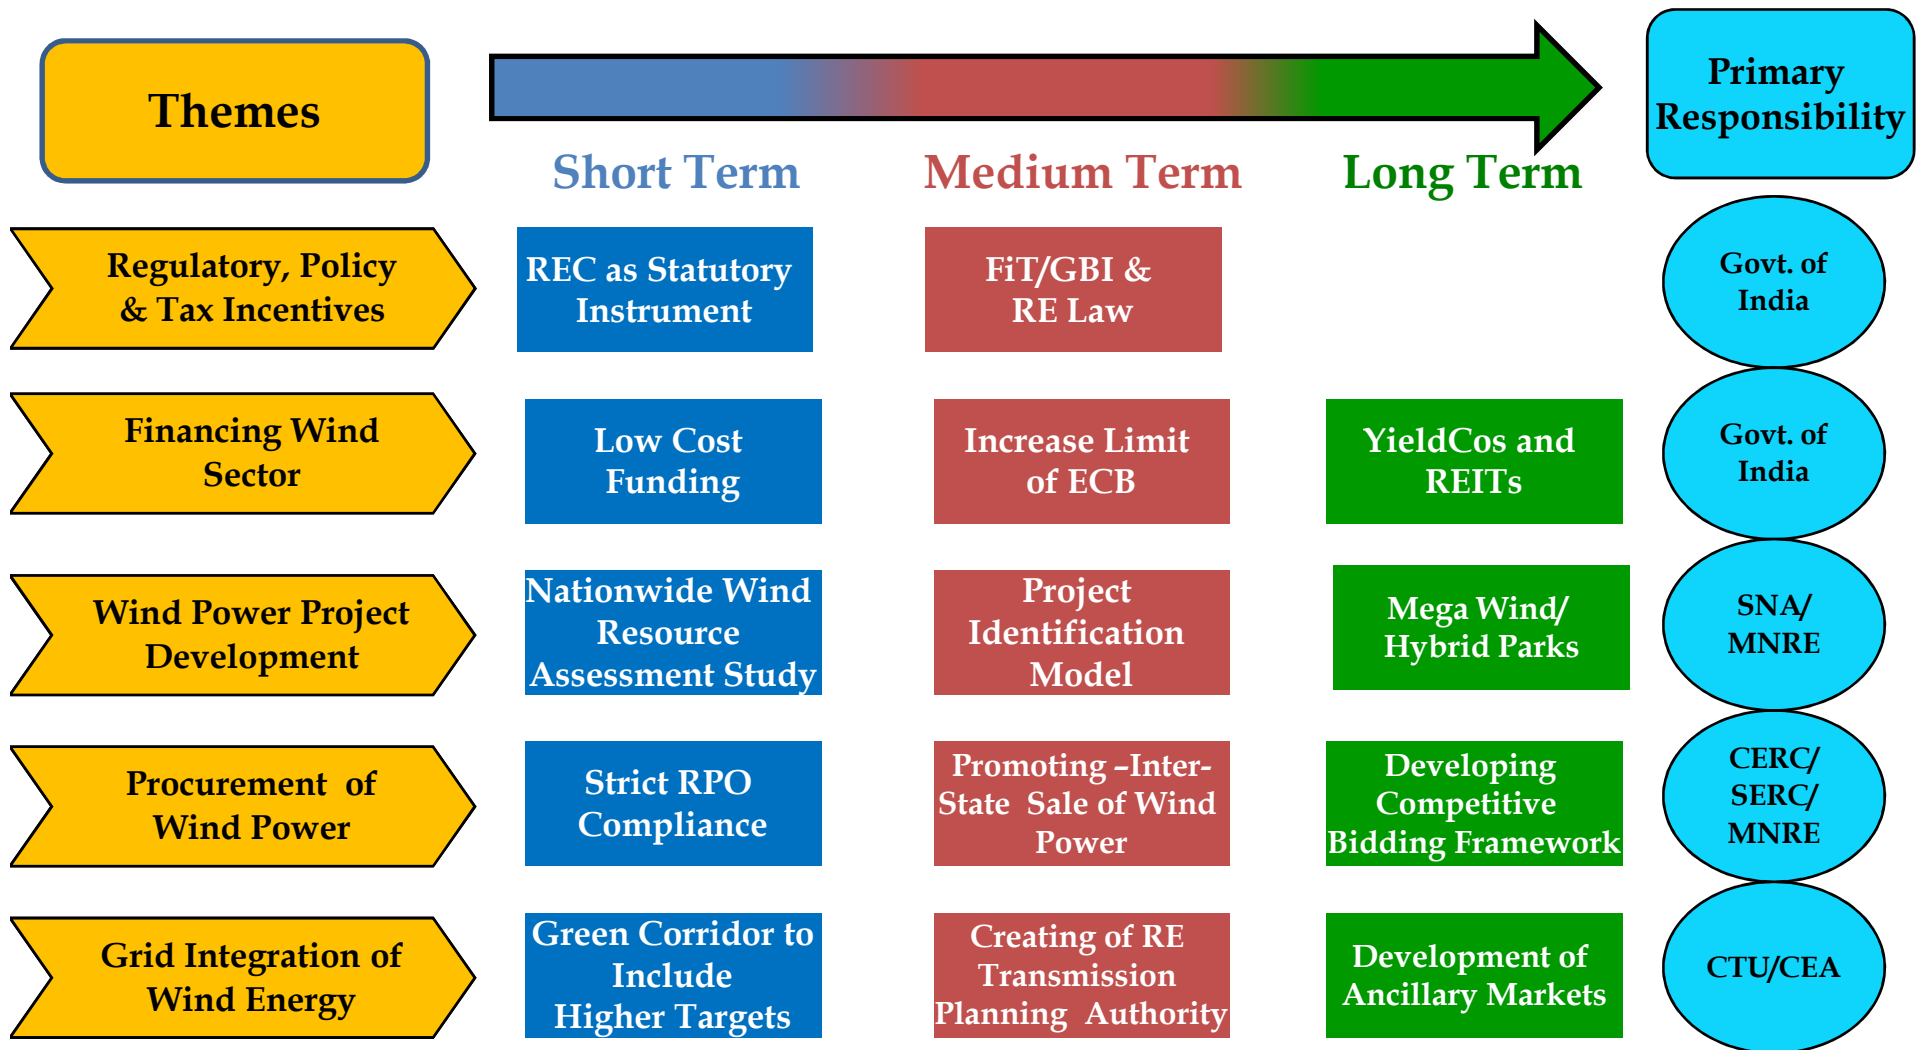 Themes
Short Term
Medium Term
Long Term
Primary
Responsibility
Regulatory, Policy
& Tax Incentives
REC as Statutory
Instrument
FiT/GBI &
RE Law
Govt. of
India
Financing Wind
Sector
Low Cost
Funding
Increase Limit
of ECB
YieldCos and
REITs
Govt. of
India
Wind Power Project
Development
Nationwide Wind
Resource
Assessment Study
Project
Identification
Model
Mega Wind/
Hybrid Parks
SNA/
MNRE
Procurement of
Wind Power
Strict RPO
Compliance
Promoting –Inter-
State Sale of Wind
Power
Developing
Competitive
Bidding Framework
CERC/
SERC/
MNRE
Grid Integration of
Wind Energy
Green Corridor to
Include
Higher Targets
Creating of RE
Transmission
Planning Authority
Development of
Ancillary Markets
CTU/CEA